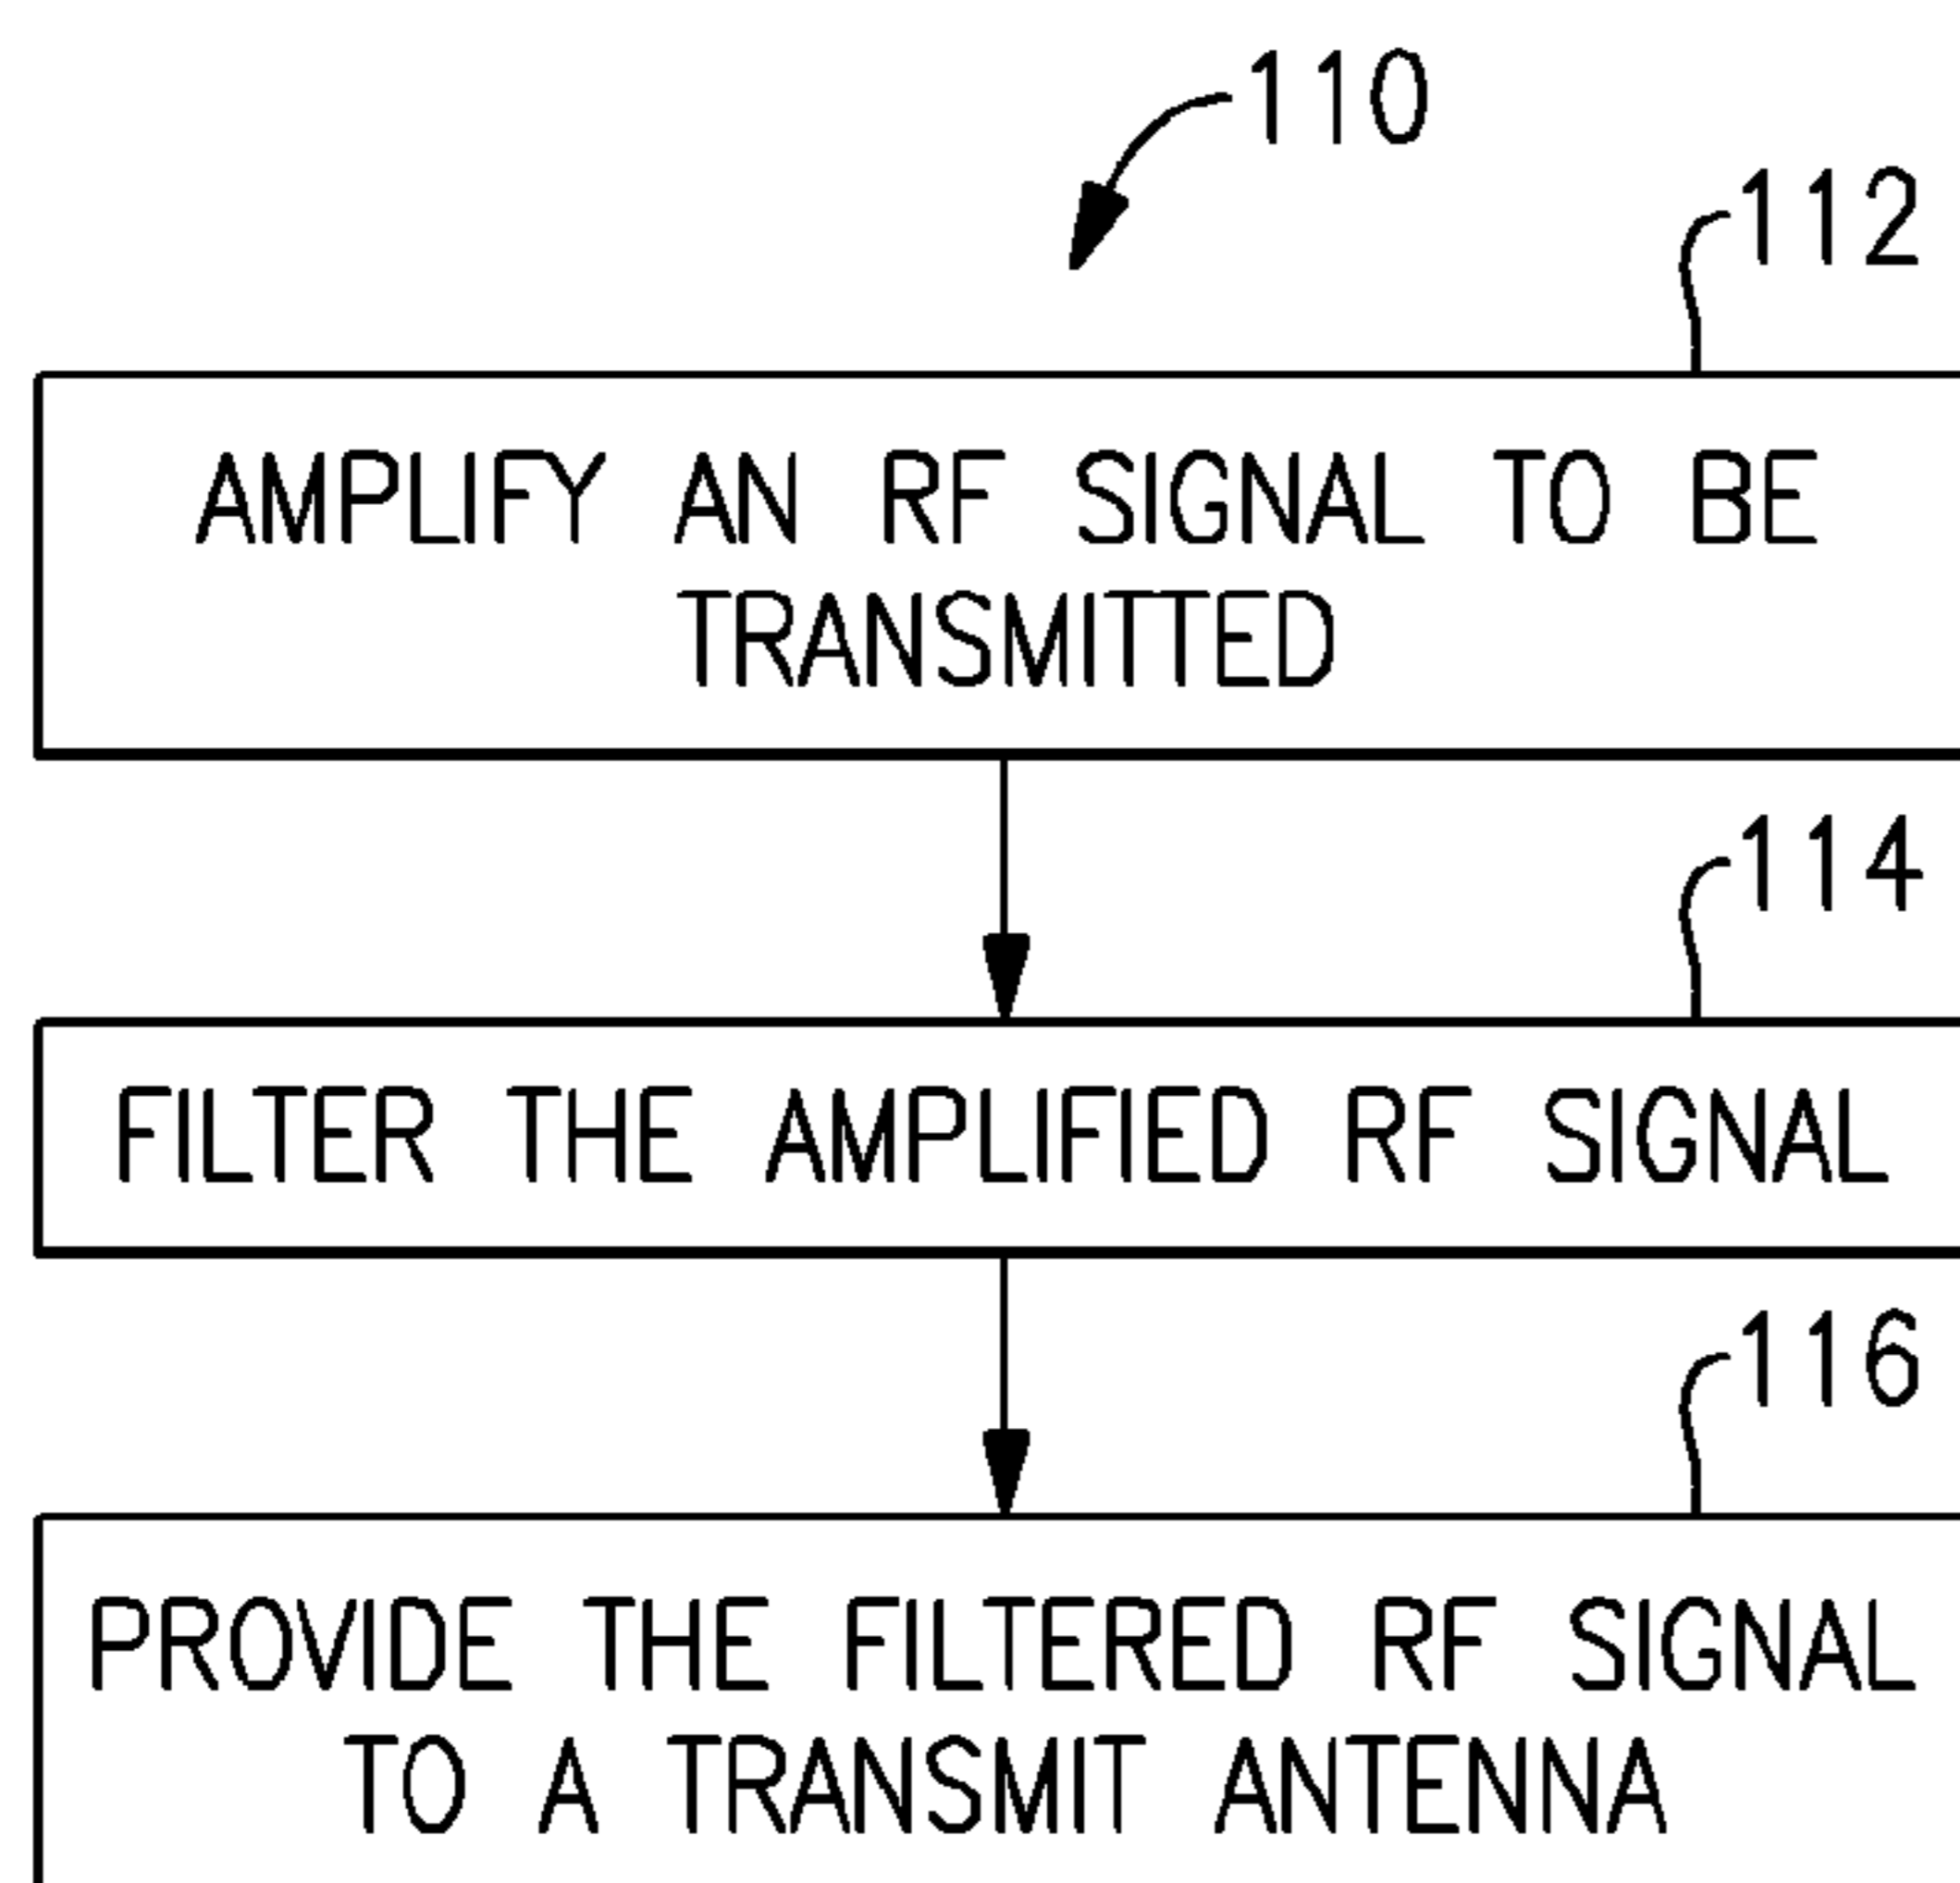 110
112
AMPLIFY AN RF SIGNAL TO BE
TRANSMITTED
114
FILTER THE AMPLIFIED RF SIGNAL
116
PROVIDE THE FILTERED RF SIGNAL
TO A TRANSMIT ANTENNA